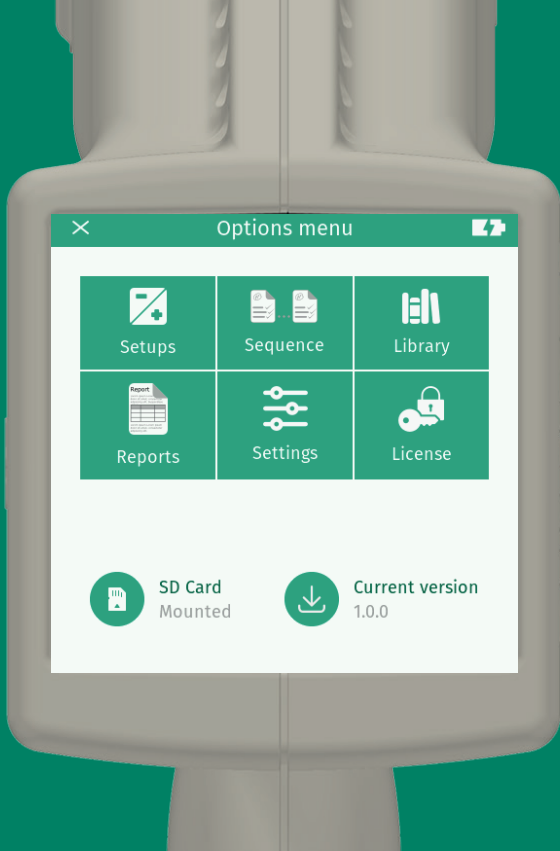 Options menu
Setups
Sequence
Library
Report
Reports
Settings
License
SD Card
Mounted
Current version
1.0.0